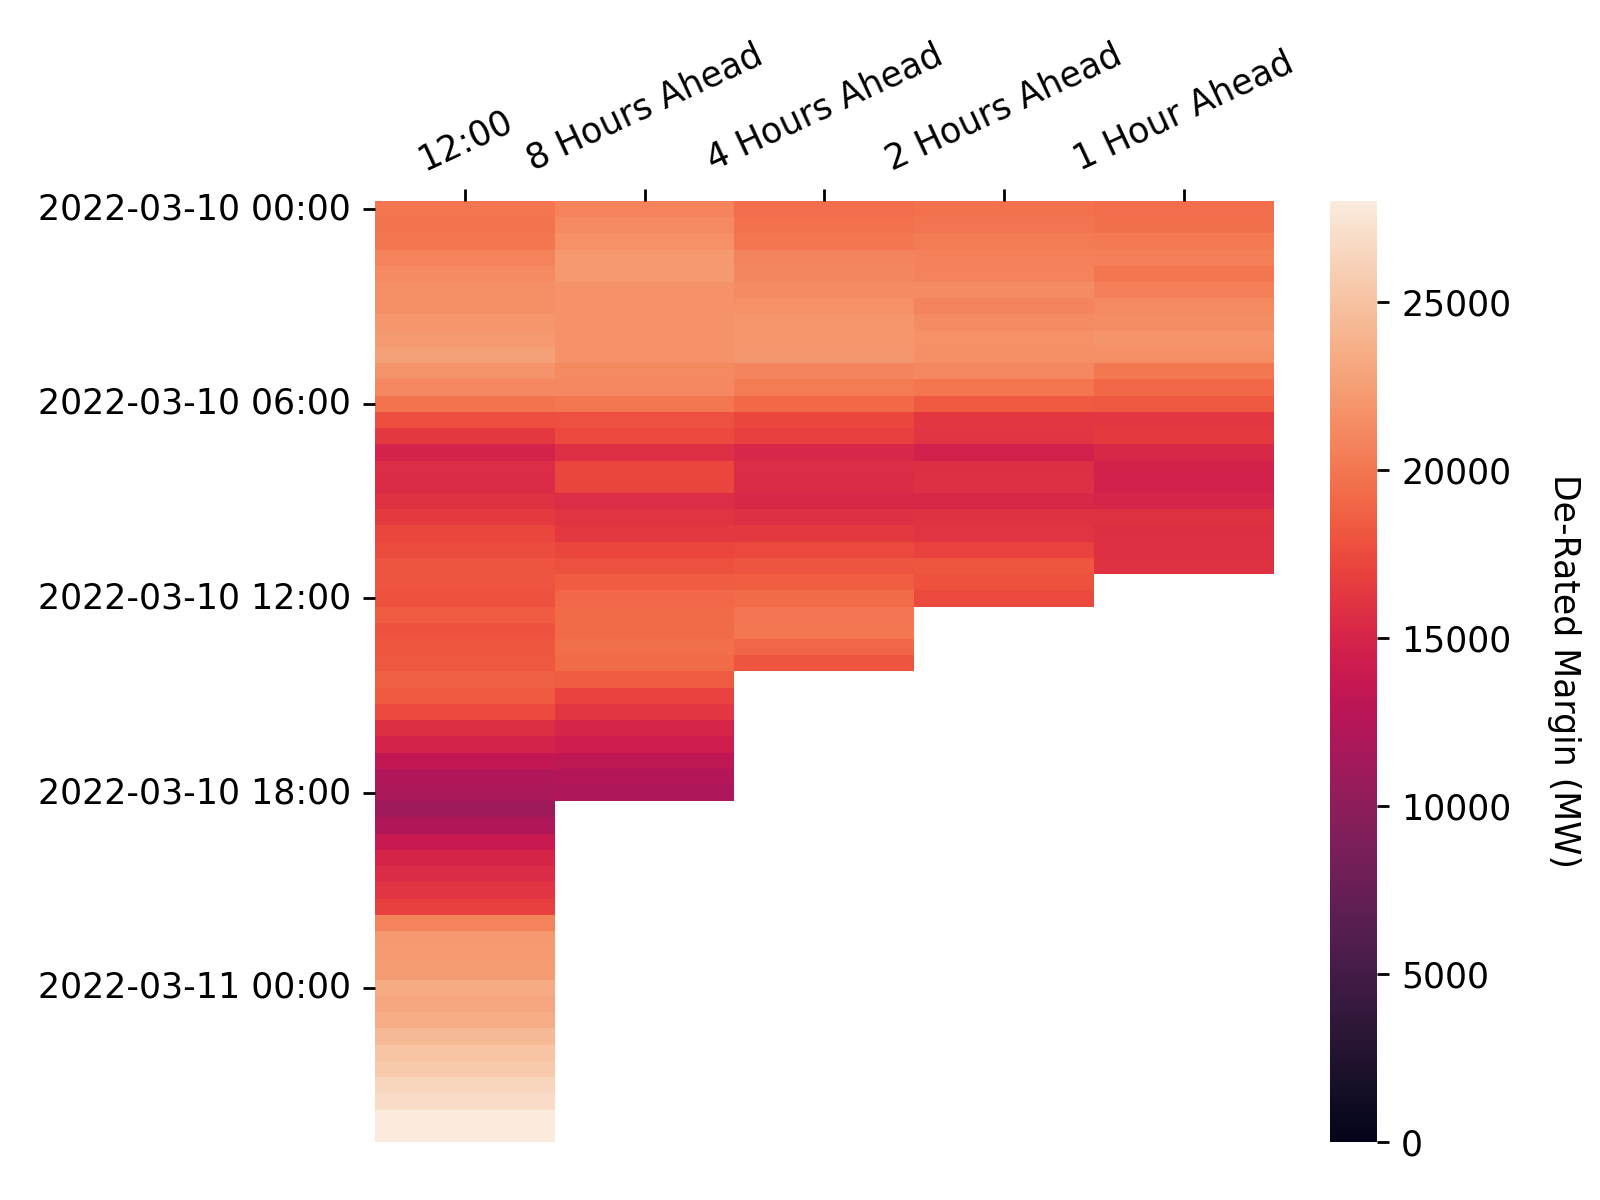 12:00
8 Hours Ahead
4 Hours Ahead
2 Hours Ahead
1 Hour Ahead
2022-03-10 00:00
2022-03-10 06:00
2022-03-10 12:00
2022-03-10 18:00
2022-03-11 00:00
25000
20000
15000
10000
5000
0
De-Rated Margin (MW)